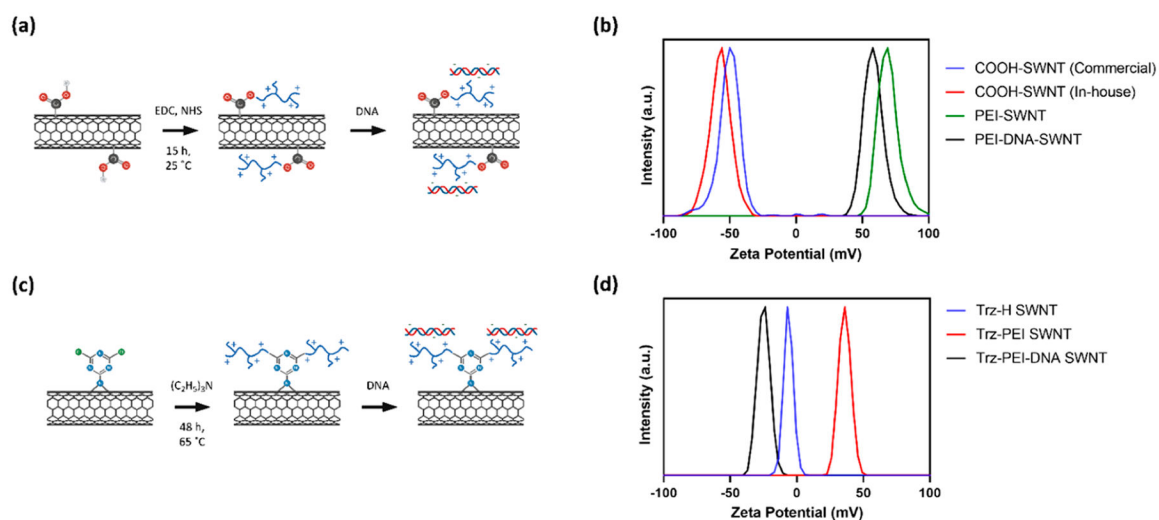 (a)
EDC, NHS
15 h,
25 °C
DNA
(b)
Intensity (a.u.)
-100
-50
0
50
100
Zeta Potential (mV)
COOH-SWNT (Commercial)
COOH-SWNT (In-house)
PEI-SWNT
PEI-DNA-SWNT
(c)
(C2H5)3N
48 h,
65 °C
DNA
(d)
Intensity (a.u.)
-100
-50
0
50
100
Zeta Potential (mV)
Trz-H SWNT
Trz-PEI SWNT
Trz-PEI-DNA SWNT